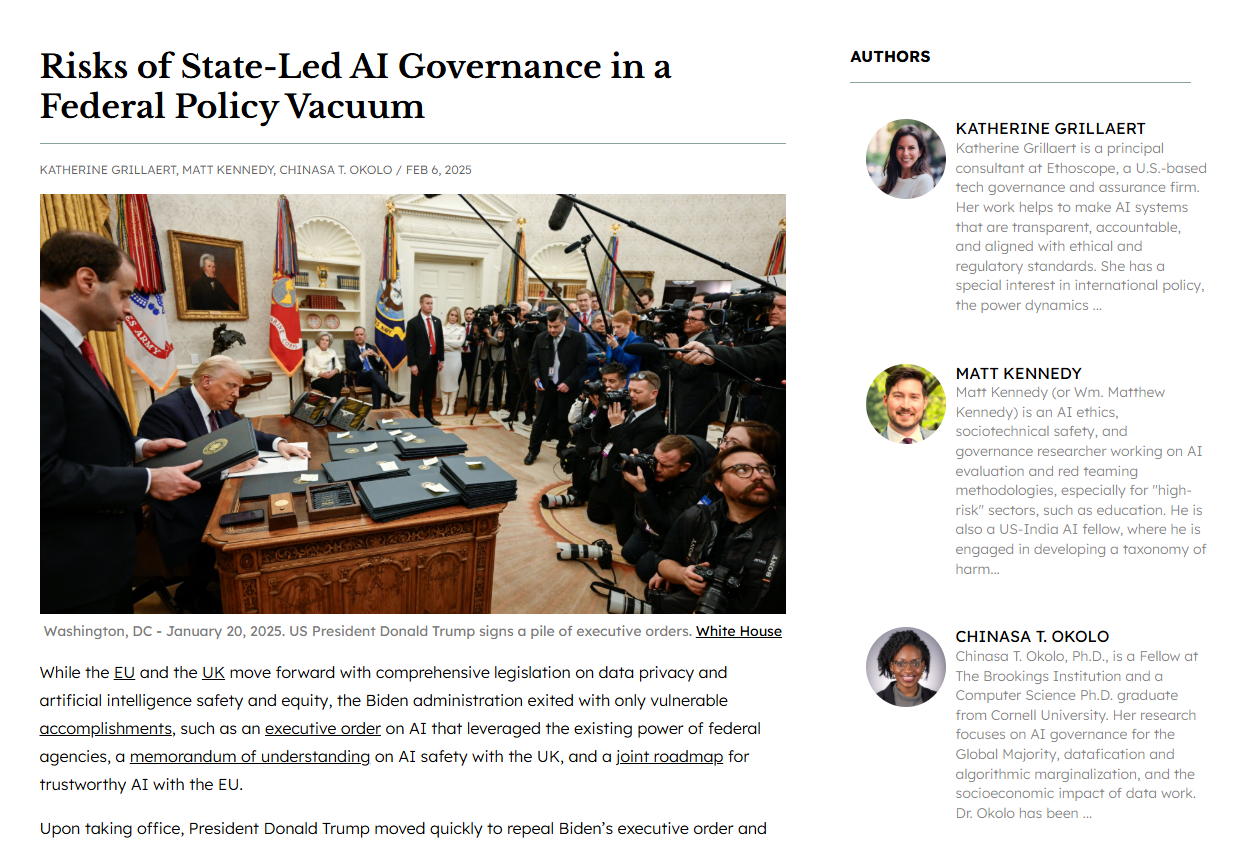 Risks of State-Led AI Governance in a
Federal Policy Vacuum
KATHERINE GRILLAERT, MATT KENNEDY, CHINASA T. OKOLO / FEB 6, 2025
U.S. ARMY
MARINE CORPS
NAVY
SONY
Washington, DC - January 20, 2025. US President Donald Trump signs a pile of executive orders. White House
While the EU and the UK move forward with comprehensive legislation on data privacy and
artificial intelligence safety and equity, the Biden administration exited with only vulnerable
accomplishments, such as an executive order on AI that leveraged the existing power of federal
agencies, a memorandum of understanding on AI safety with the UK, and a joint roadmap for
trustworthy AI with the EU.
Upon taking office, President Donald Trump moved quickly to repeal Biden’s executive order and
AUTHORS
KATHERINE GRILLAERT
Katherine Grillaert is a principal
consultant at Ethoscope, a U.S.-based
tech governance and assurance firm.
Her work helps to make AI systems
that are transparent, accountable,
and aligned with ethical and
regulatory standards. She has a
special interest in international policy,
the power dynamics ...
MATT KENNEDY
Matt Kennedy (or Wm. Matthew
Kennedy) is an AI ethics,
sociotechnical safety, and
governance researcher working on AI
evaluation and red teaming
methodologies, especially for "high-
risk" sectors, such as education. He is
also a US-India AI fellow, where he is
engaged in developing a taxonomy of
harm...
CHINASA T. OKOLO
Chinasa T. Okolo, Ph.D., is a Fellow at
The Brookings Institution and a
Computer Science Ph.D. graduate
from Cornell University. Her research
focuses on AI governance for the
Global Majority, datafication and
algorithmic marginalization, and the
socioeconomic impact of data work.
Dr. Okolo has been ...